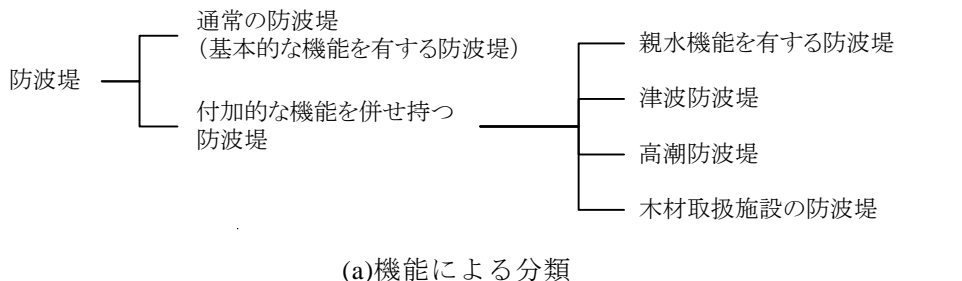 防波堤
通常の防波堤
（基本的な機能を有する防波堤）
付加的な機能を併せ持つ
防波堤
親水機能を有する防波堤
津波防波堤
高潮防波堤
木材取扱施設の防波堤
(a)機能による分類